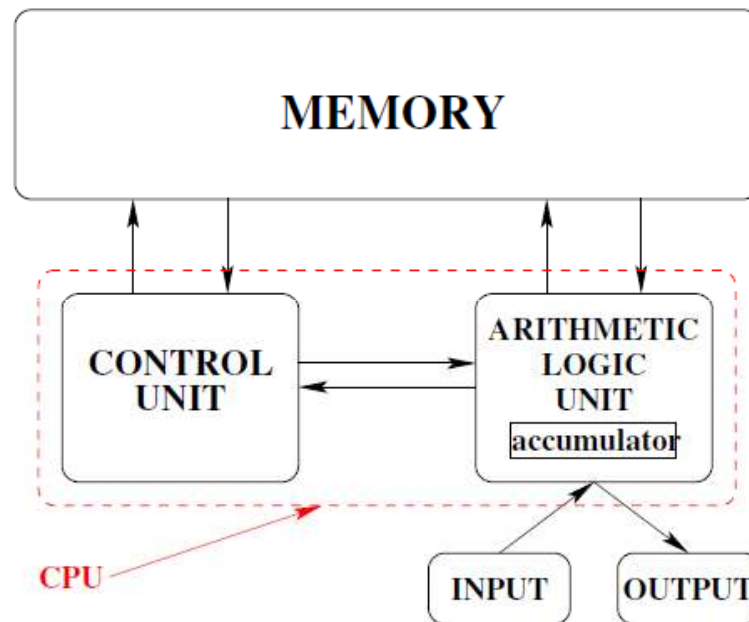 MEMORY
CONTROL
UNIT
ARITHMETIC
LOGIC
UNIT
accumulator
CPU
INPUT
OUTPUT